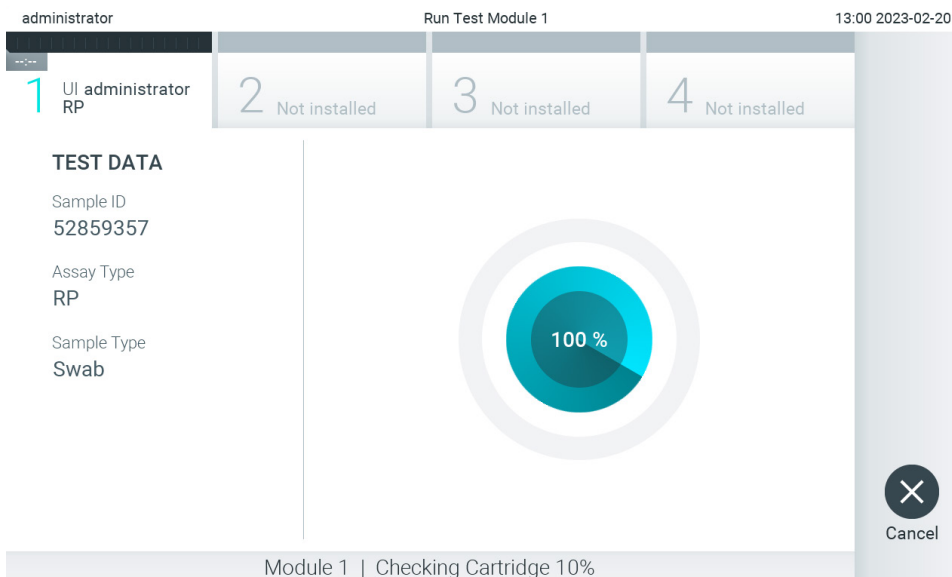 administrator Run Test Module 1 13:00 2023-02-20
--:--
1 UI administrator
RP
2 Not installed
3 Not installed
4 Not installed
TEST DATA
Sample ID
52859357
Assay Type
RP
Sample Type
Swab
100 %
Cancel
Module 1 | Checking Cartridge 10%